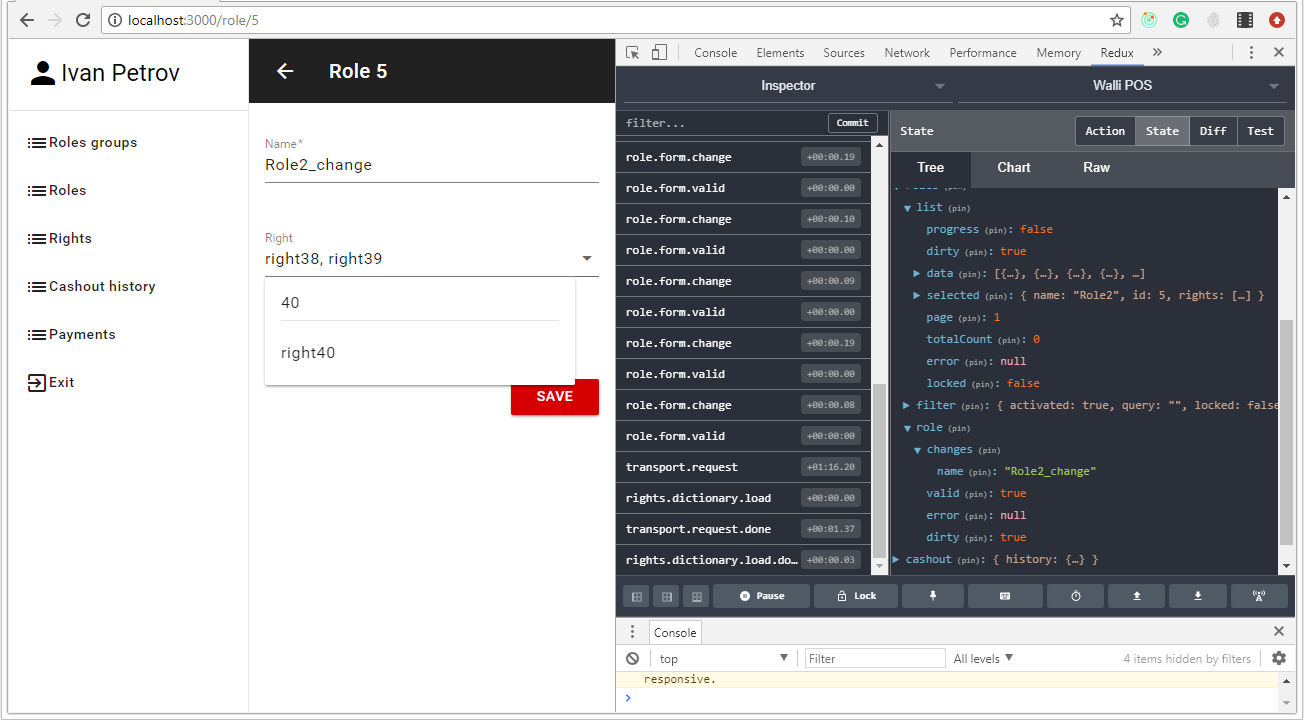 localhost:3000/role/5
Ivan Petrov
Roles groups
Roles
Rights
Cashout history
Payments
Exit
Role 5
Name*
Role2_change
Right
right38, right39
40
right40
SAVE
Console Elements Sources Network Performance Memory Redux »
Inspector
Walli POS
filter...
Commit
role.form.change +00:00.19
role.form.valid +00:00.00
role.form.change +00:00.10
role.form.valid +00:00.00
role.form.change +00:00.09
role.form.valid +00:00.00
role.form.change +00:00.19
role.form.valid +00:00.00
role.form.change +00:00.08
role.form.valid +00:00:00
transport.request +01:16.20
rights.dictionary.load +00:00.00
transport.request.done +00:01.37
rights.dictionary.load.do... +00:00.03
State
Action State Diff Test
Tree Chart Raw
list (pin)
progress (pin): false
dirty (pin): true
data (pin): [{…}, {…}, {…}, {…}, …]
selected (pin): { name: "Role2", id: 5, rights: […] }
page (pin): 1
totalCount (pin): 0
error (pin): null
locked (pin): false
filter (pin): { activated: true, query: "", locked: false
role (pin)
changes (pin)
name (pin): "Role2_change"
valid (pin): true
error (pin): null
dirty (pin): true
cashout (pin): { history: {…} }
Pause
Lock
Console
top
Filter
All levels
4 items hidden by filters
responsive.